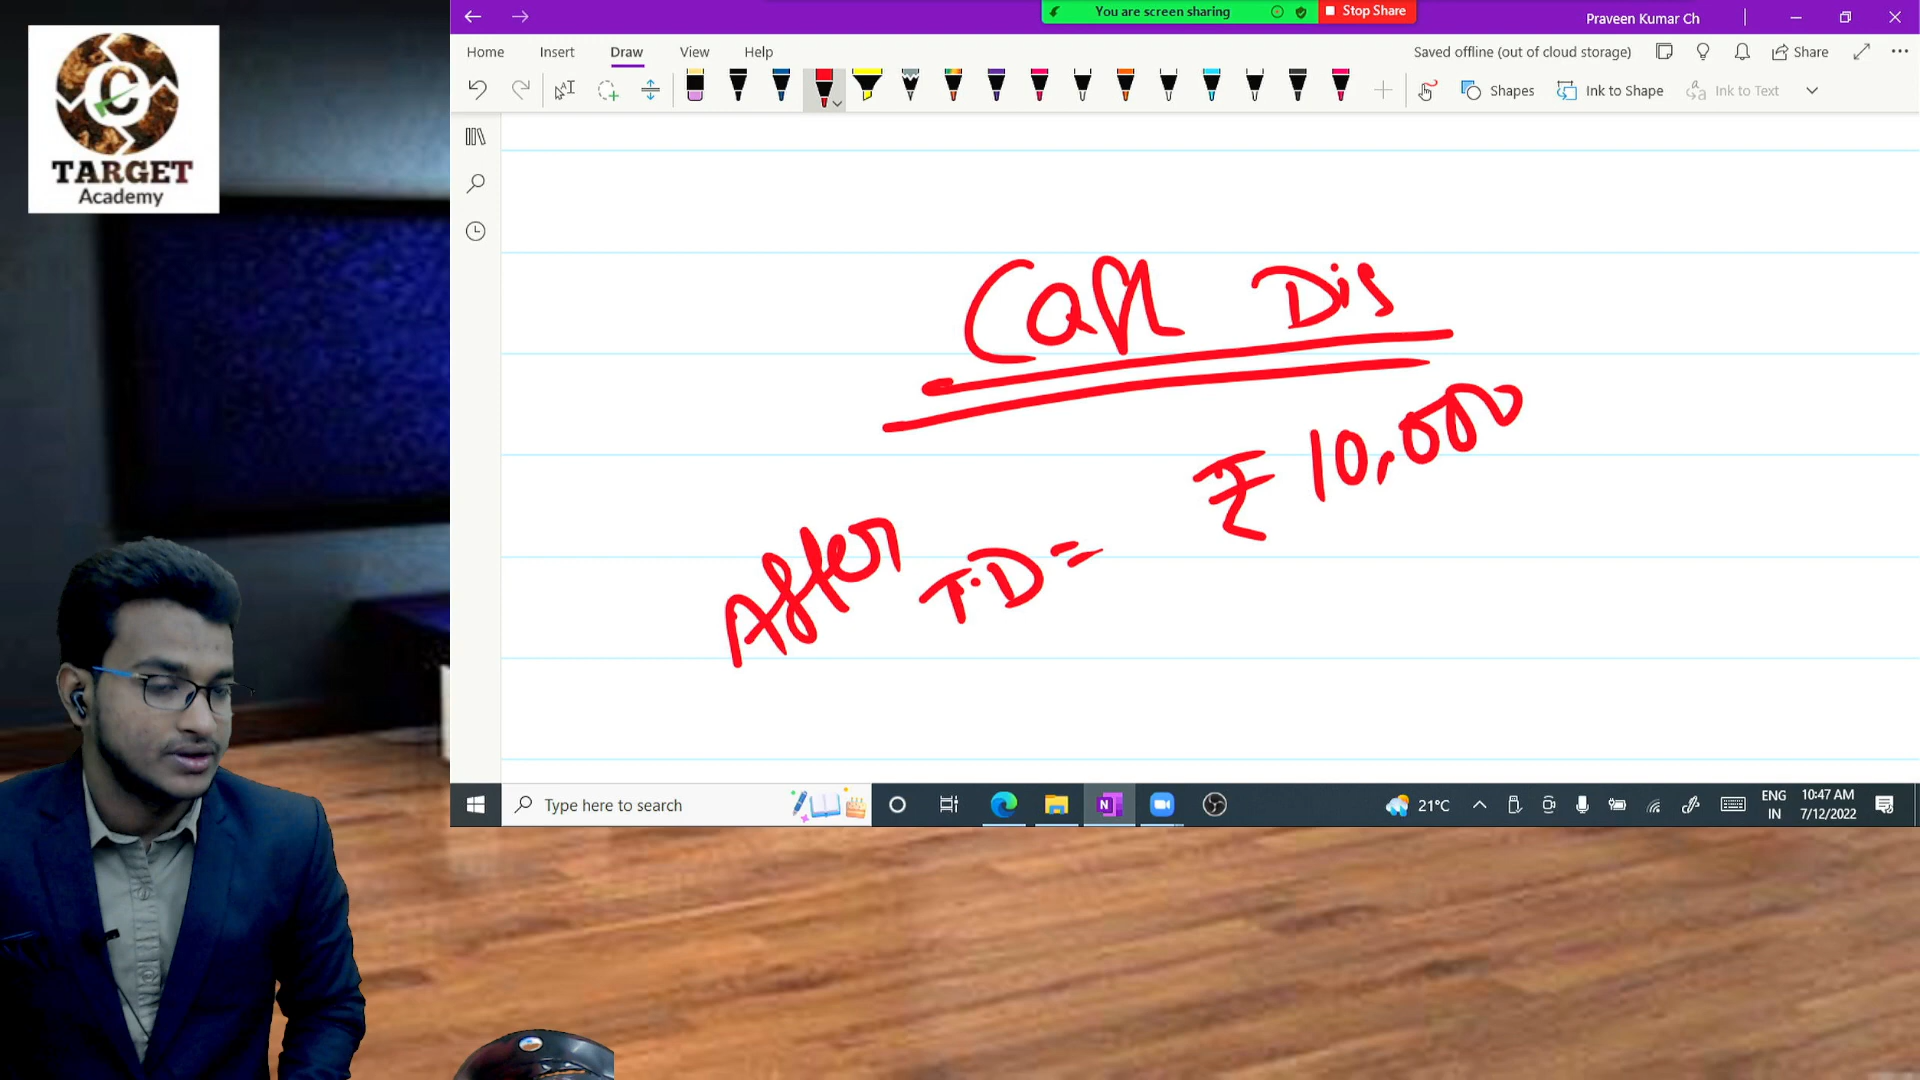 C
TARGET
Academy
You are screen sharing
Stop Share
Praveen Kumar Ch
Home Insert Draw View Help
Saved offline (out of cloud storage)
Share
Shapes
Ink to Shape
Ink to Text
Cash Dis
₹ 10,000
After T.D =
Type here to search
21°C
ENG
IN
10:47 AM
7/12/2022